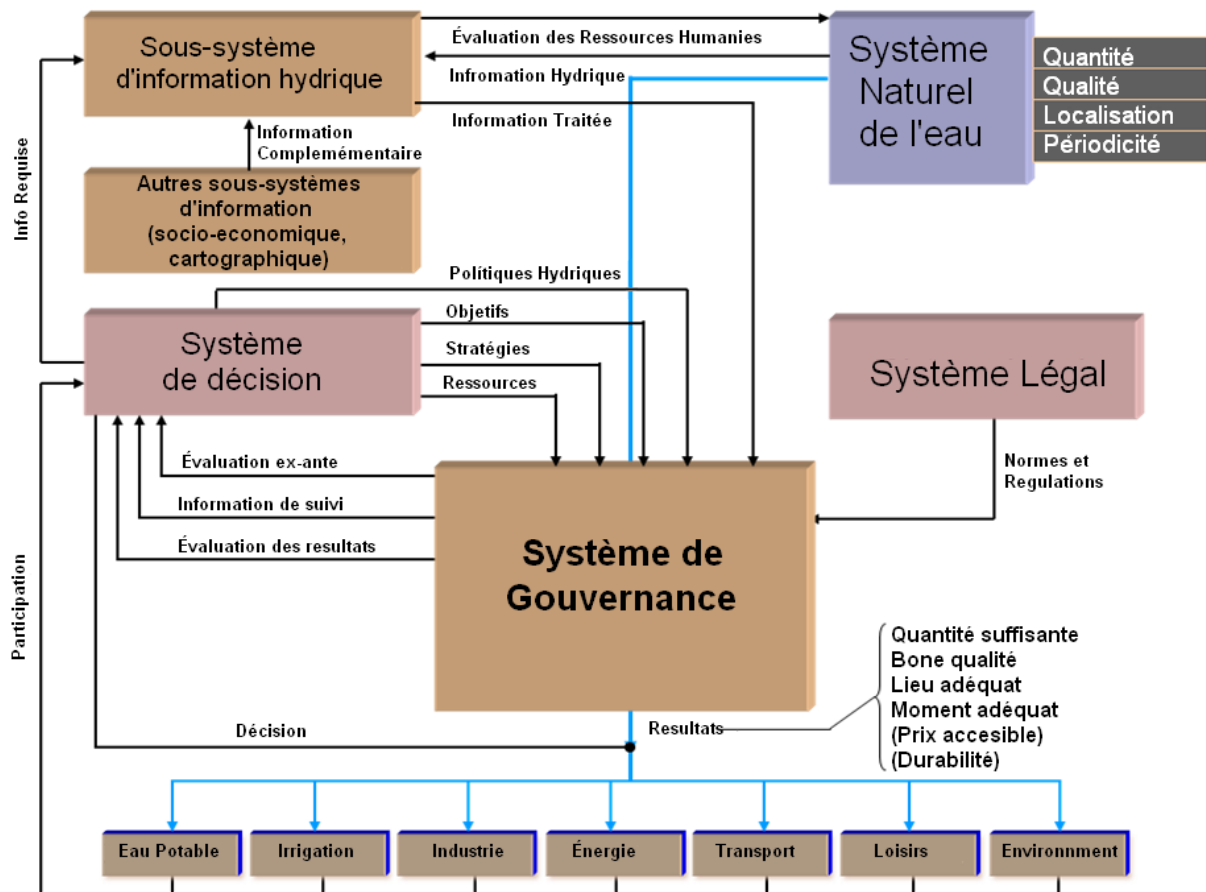 Sous-système
d'information hydrique
Évaluation des Ressources Humanies
Infromation Hydrique
Information Traitée
Système
Naturel
de l'eau
Quantité
Qualité
Localisation
Périodicité
Information
Complemémentaire
Info Requise
Autres sous-systèmes
d'information
(socio-economique,
cartographique)
Polítiques Hydriques
Objetifs
Stratégies
Ressources
Système
de décision
Système Légal
Évaluation ex-ante
Information de suivi
Évaluation des resultats
Normes et
Regulations
Système de
Gouvernance
Participation
Quantité suffisante
Bone qualité
Lieu adéquat
Moment adéquat
(Prix accesible)
(Durabilité)
Décision
Resultats
Eau Potable
Irrigation
Industrie
Énergie
Transport
Loisirs
Environnment